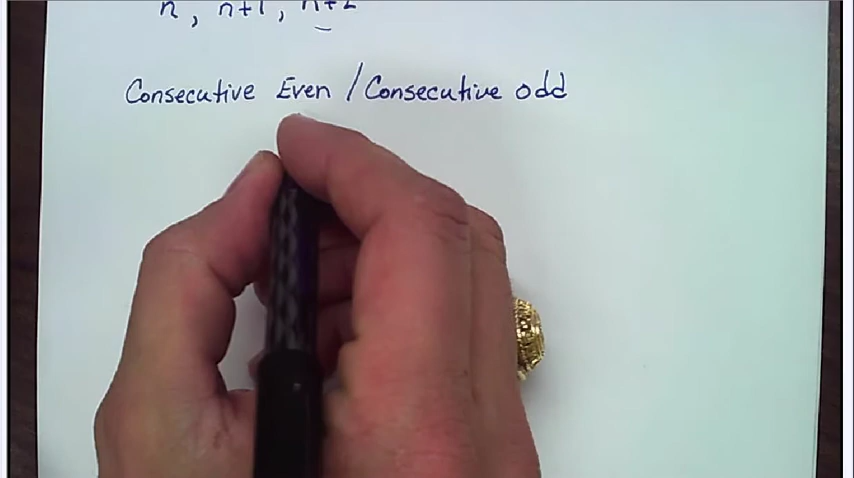 n, n+1, n+2
Consecutive Even / Consecutive odd